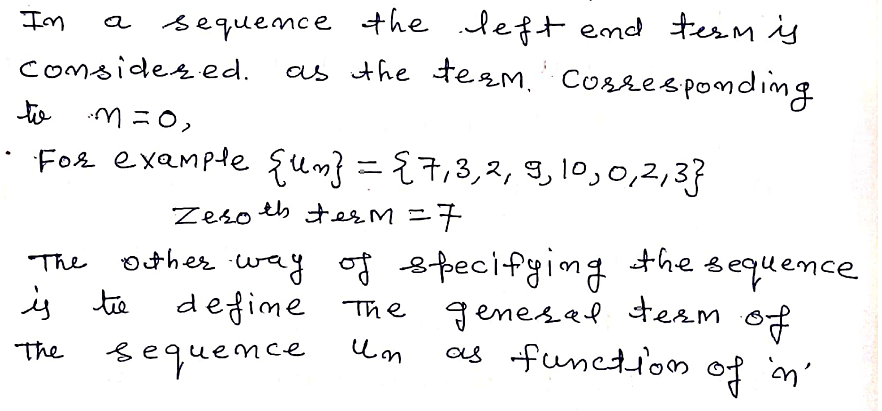 In a sequence the left end term is
considered. as the term. Corresponding
to n=0,
For example {un} = {7,3,2, 9, 10, 0,2,3}
Zeroth term = 7
The other way of specifying the sequence
is to define The general term of
The sequence un as function of 'n'